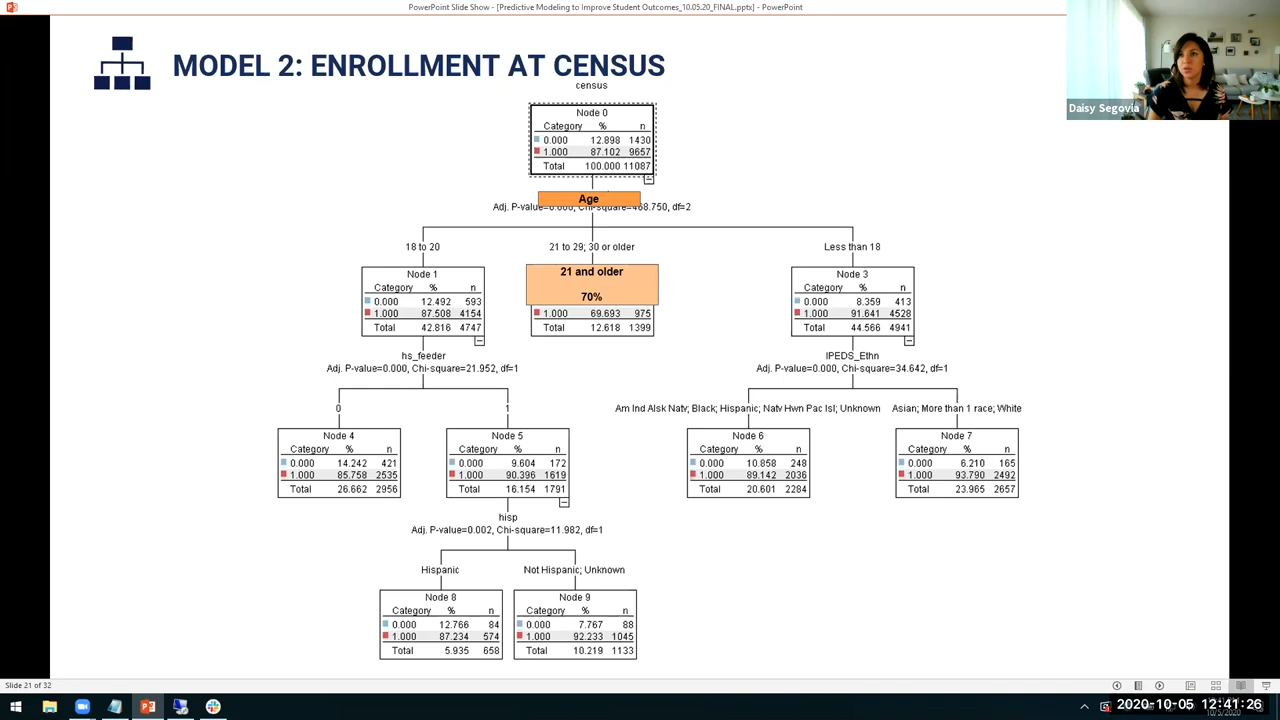 PowerPoint Slide Show - [Predictive Modeling to Improve Student Outcomes_10.05.20_FINAL.pptx] - PowerPoint
Daisy Segovia
MODEL 2: ENROLLMENT AT CENSUS
census
Node 0
Category % n
0.000 12.898 1430
1.000 87.102 9657
Total 100.000 11087
Age
Adj. P-value=0.000, Chi-square=468.750, df=2
18 to 20
21 to 29; 30 or older
Less than 18
Node 1
Category % n
0.000 12.492 593
1.000 87.508 4154
Total 42.816 4747
21 and older
70%
1.000 69.693 975
Total 12.618 1399
Node 3
Category % n
0.000 8.359 413
1.000 91.641 4528
Total 44.566 4941
hs_feeder
Adj. P-value=0.000, Chi-square=21.952, df=1
IPEDS_Ethn
Adj. P-value=0.000, Chi-square=34.642, df=1
0
1
Am Ind Alsk Natv; Black; Hispanic; Natv Hwn Pac Isl; Unknown
Asian; More than 1 race; White
Node 4
Category % n
0.000 14.242 421
1.000 85.758 2535
Total 26.662 2956
Node 5
Category % n
0.000 9.604 172
1.000 90.396 1619
Total 16.154 1791
Node 6
Category % n
0.000 10.858 248
1.000 89.142 2036
Total 20.601 2284
Node 7
Category % n
0.000 6.210 165
1.000 93.790 2492
Total 23.965 2657
hisp
Adj. P-value=0.002, Chi-square=11.982, df=1
Hispanic
Not Hispanic; Unknown
Node 8
Category % n
0.000 12.766 84
1.000 87.234 574
Total 5.935 658
Node 9
Category % n
0.000 7.767 88
1.000 92.233 1045
Total 10.219 1133
Slide 21 of 32
2020-10-05 12:41:26
10/5/2020